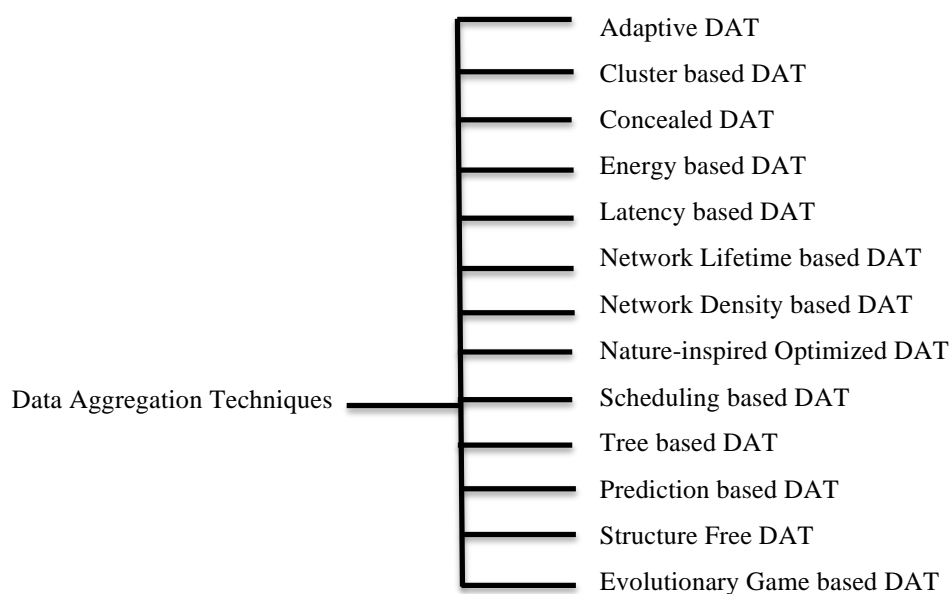 Adaptive DAT
Cluster based DAT
Concealed DAT
Energy based DAT
Latency based DAT
Network Lifetime based DAT
Network Density based DAT
Nature-inspired Optimized DAT
Data Aggregation Techniques
Scheduling based DAT
Tree based DAT
Prediction based DAT
Structure Free DAT
Evolutionary Game based DAT